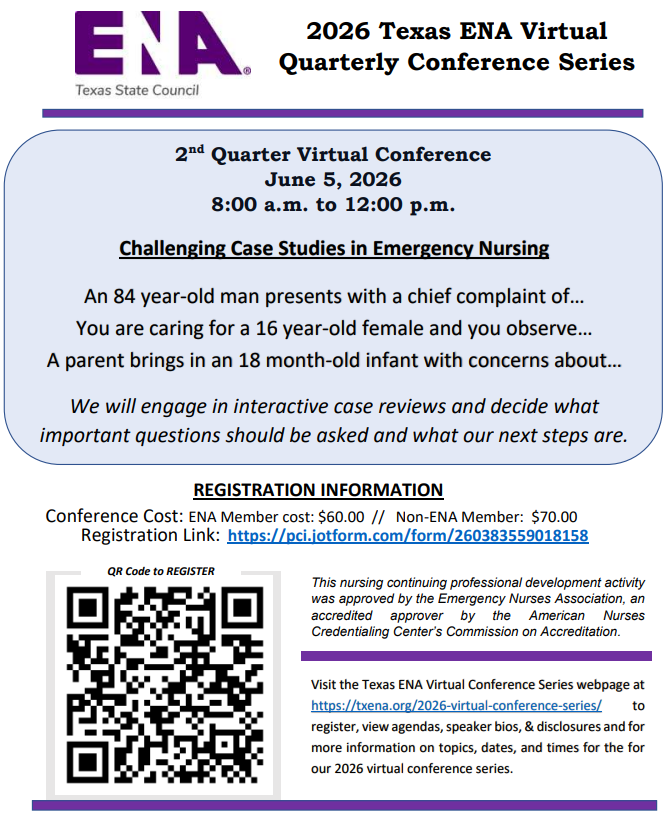 ENA®
Texas State Council
2026 Texas ENA Virtual
Quarterly Conference Series
2nd Quarter Virtual Conference
June 5, 2026
8:00 a.m. to 12:00 p.m.
Challenging Case Studies in Emergency Nursing
An 84 year-old man presents with a chief complaint of...
You are caring for a 16 year-old female and you observe...
A parent brings in an 18 month-old infant with concerns about...
We will engage in interactive case reviews and decide what
important questions should be asked and what our next steps are.
REGISTRATION INFORMATION
Conference Cost: ENA Member cost: $60.00 // Non-ENA Member: $70.00
Registration Link: https://pci.jotform.com/form/260383559018158
QR Code to REGISTER
This nursing continuing professional development activity
was approved by the Emergency Nurses Association, an
accredited approver by the American Nurses
Credentialing Center's Commission on Accreditation.
Visit the Texas ENA Virtual Conference Series webpage at
https://txena.org/2026-virtual-conference-series/ to
register, view agendas, speaker bios, & disclosures and for
more information on topics, dates, and times for the for
our 2026 virtual conference series.